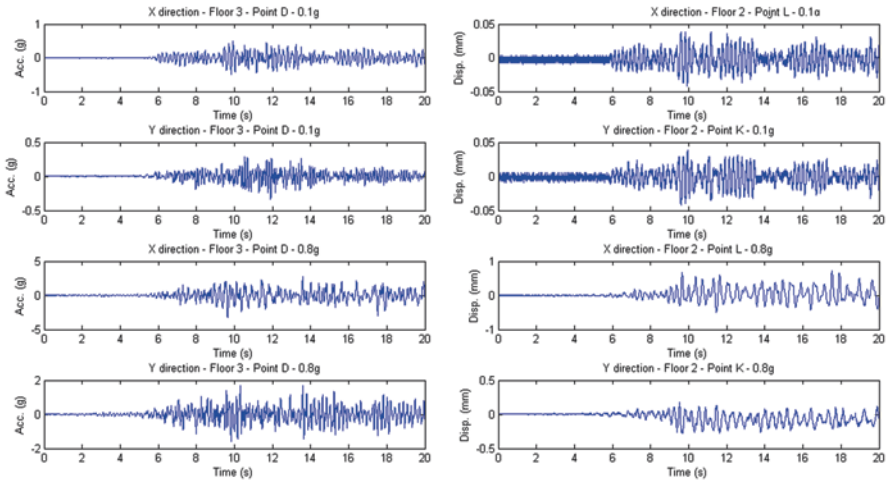 X direction - Floor 3 - Point D - 0.1g
Acc. (g)
1
0
-1
0 2 4 6 8 10 12 14 16 18 20
Time (s)
X direction - Floor 2 - Point L - 0.1g
Disp. (mm)
0.05
0
-0.05
0 2 4 6 8 10 12 14 16 18 20
Time (s)
Y direction - Floor 3 - Point D - 0.1g
Acc. (g)
0.5
0
-0.5
0 2 4 6 8 10 12 14 16 18 20
Time (s)
Y direction - Floor 2 - Point K - 0.1g
Disp. (mm)
0.05
0
-0.05
0 2 4 6 8 10 12 14 16 18 20
Time (s)
X direction - Floor 3 - Point D - 0.8g
Acc. (g)
5
0
-5
0 2 4 6 8 10 12 14 16 18 20
Time (s)
X direction - Floor 2 - Point L - 0.8g
Disp. (mm)
1
0
-1
0 2 4 6 8 10 12 14 16 18 20
Time (s)
Y direction - Floor 3 - Point D - 0.8g
Acc. (g)
2
0
-2
0 2 4 6 8 10 12 14 16 18 20
Time (s)
Y direction - Floor 2 - Point K - 0.8g
Disp. (mm)
0.5
0
-0.5
0 2 4 6 8 10 12 14 16 18 20
Time (s)